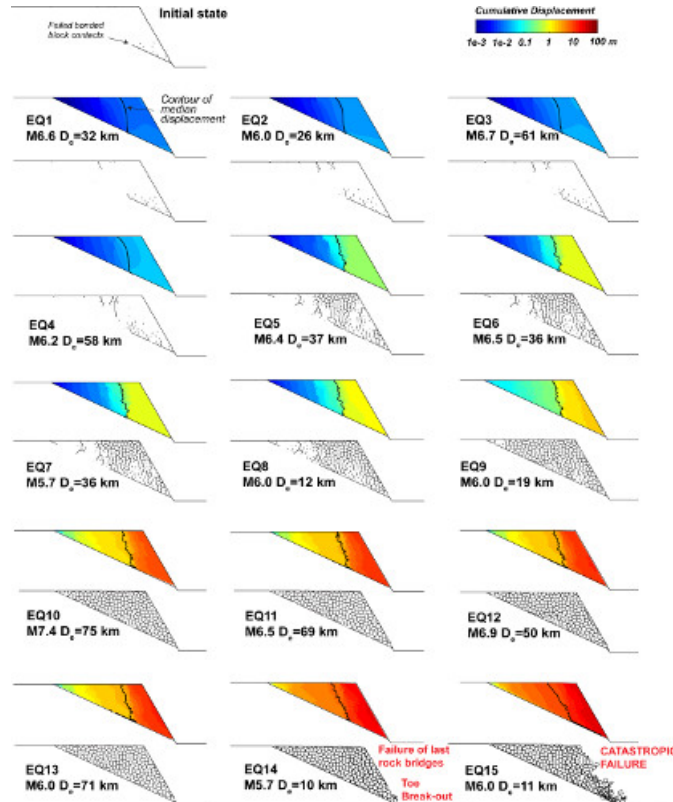 Initial state
Failed bonded
block contacts
Cumulative Displacement
1e-3 1e-2 0.1 1 10 100 m
Contour of
median
displacement
EQ1
M6.6 De=32 km
EQ2
M6.0 De=26 km
EQ3
M6.7 De=61 km
EQ4
M6.2 De=58 km
EQ5
M6.4 De=37 km
EQ6
M6.5 De=36 km
EQ7
M5.7 De=36 km
EQ8
M6.0 De=12 km
EQ9
M6.0 De=19 km
EQ10
M7.4 De=75 km
EQ11
M6.5 De=69 km
EQ12
M6.9 De=50 km
EQ13
M6.0 De=71 km
EQ14
M5.7 De=10 km
Failure of last
rock bridges
Toe
Break-out
EQ15
M6.0 De=11 km
CATASTROPIC
FAILURE